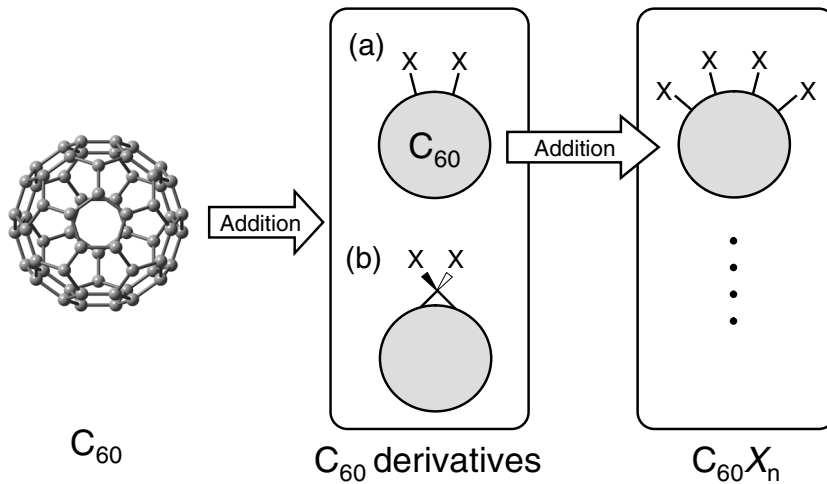 (a)
X X
C60
Addition
(b)
X X
Addition
X X X X
C60
C60 derivatives
C60Xn